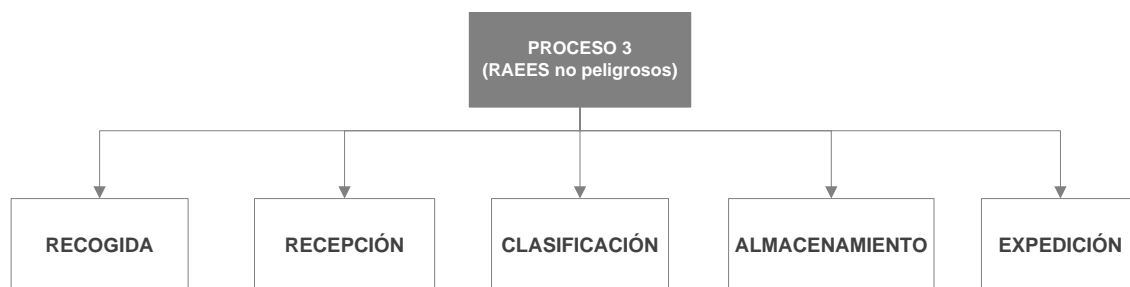 PROCESO 3
(RAEES no peligrosos)
RECOGIDA
RECEPCIÓN
CLASIFICACIÓN
ALMACENAMIENTO
EXPEDICIÓN